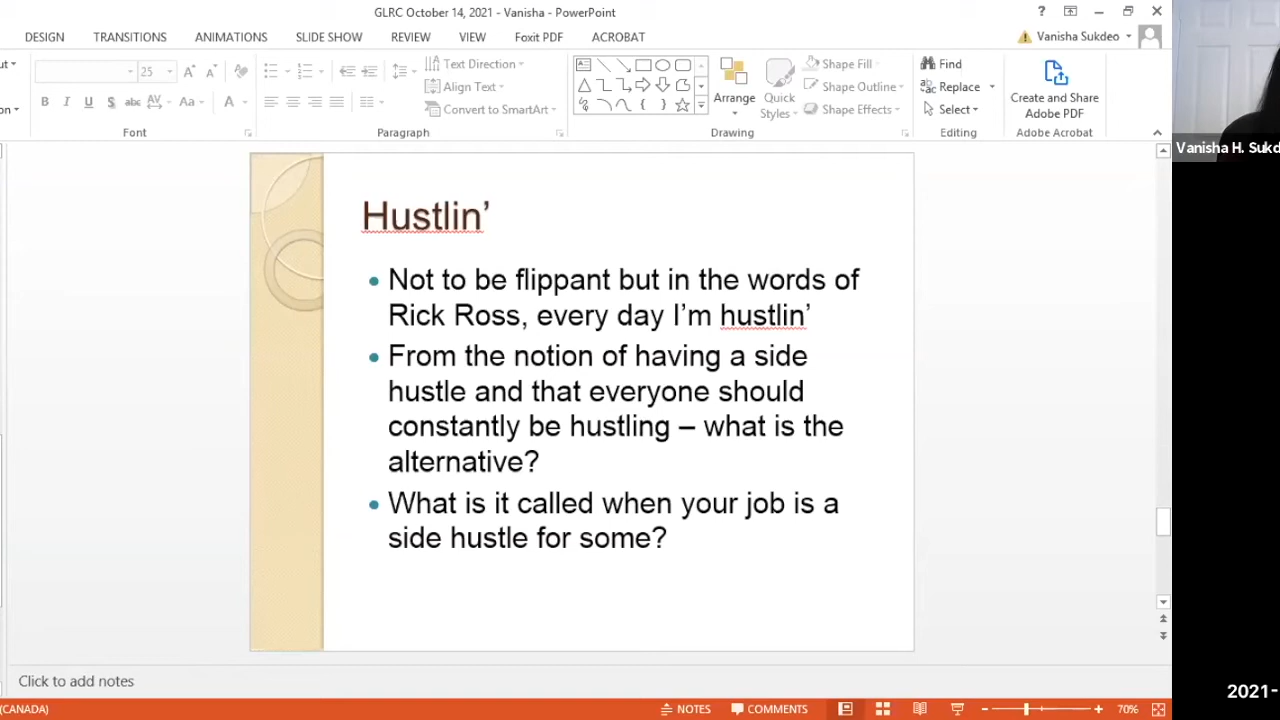 GLRC October 14, 2021 - Vanisha - PowerPoint
?
DESIGN TRANSITIONS ANIMATIONS SLIDE SHOW REVIEW VIEW Foxit PDF ACROBAT
Vanisha Sukdeo
25
Text Direction
Align Text
Convert to SmartArt
Font
Paragraph
Arrange
Quick
Styles
Shape Fill
Shape Outline
Shape Effects
Drawing
Find
Replace
Select
Editing
Create and Share
Adobe PDF
Adobe Acrobat
Vanisha H. Sukd
Hustlin’
• Not to be flippant but in the words of
Rick Ross, every day I’m hustlin’
• From the notion of having a side
hustle and that everyone should
constantly be hustling – what is the
alternative?
• What is it called when your job is a
side hustle for some?
Click to add notes
(CANADA)
NOTES COMMENTS 70%
2021-